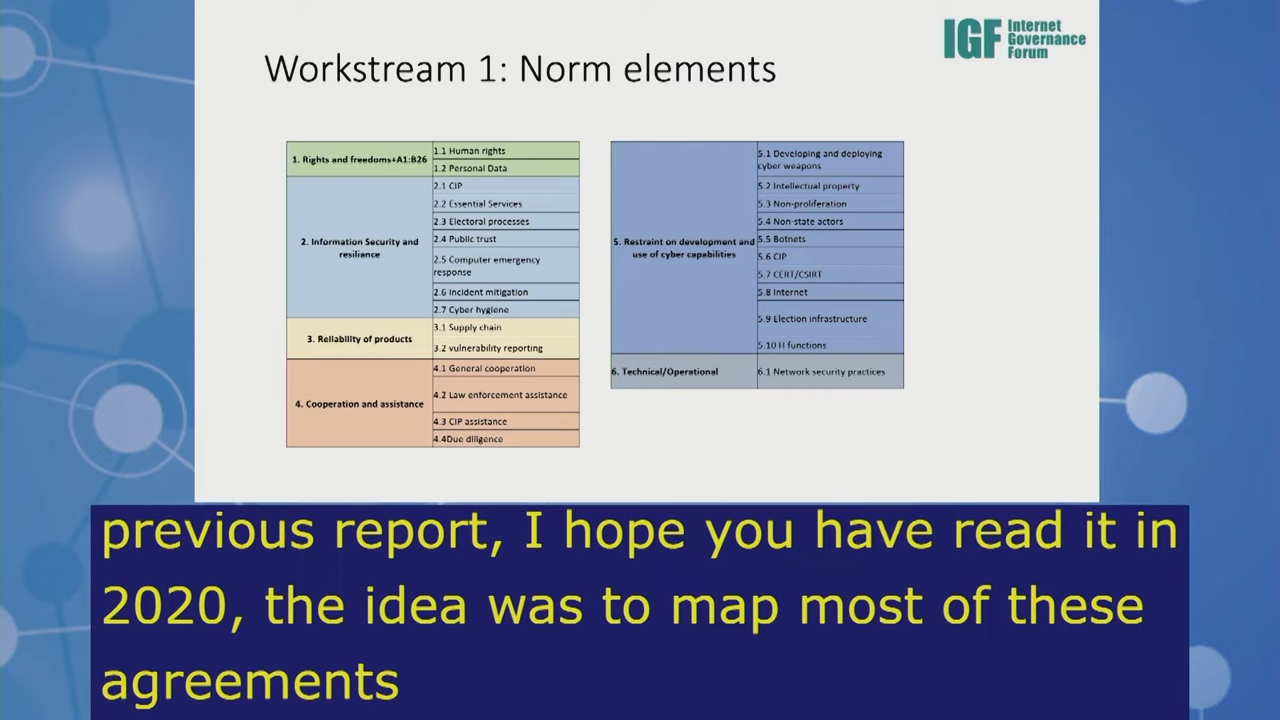 IGF Internet
Governance
Forum
Workstream 1: Norm elements
1. Rights and freedoms+A1:B26
1.1 Human rights
1.2 Personal Data
2. Information Security and
resiliance
2.1 CIP
2.2 Essential Services
2.3 Electoral processes
2.4 Public trust
2.5 Computer emergency
response
2.6 Incident mitigation
2.7 Cyber hygiene
3. Reliability of products
3.1 Supply chain
3.2 vulnerability reporting
4. Cooperation and assistance
4.1 General cooperation
4.2 Law enforcement assistance
4.3 CIP assistance
4.4Due diligence
5. Restraint on development and
use of cyber capabilities
5.1 Developing and deploying
cyber weapons
5.2 Intellectual property
5.3 Non-proliferation
5.4 Non-state actors
5.5 Botnets
5.6 CIP
5.7 CERT/CSIRT
5.8 Internet
5.9 Election infrastructure
5.10 functions
6. Technical/Operational
6.1 Network security practices
previous report, I hope you have read it in
2020, the idea was to map most of these
agreements